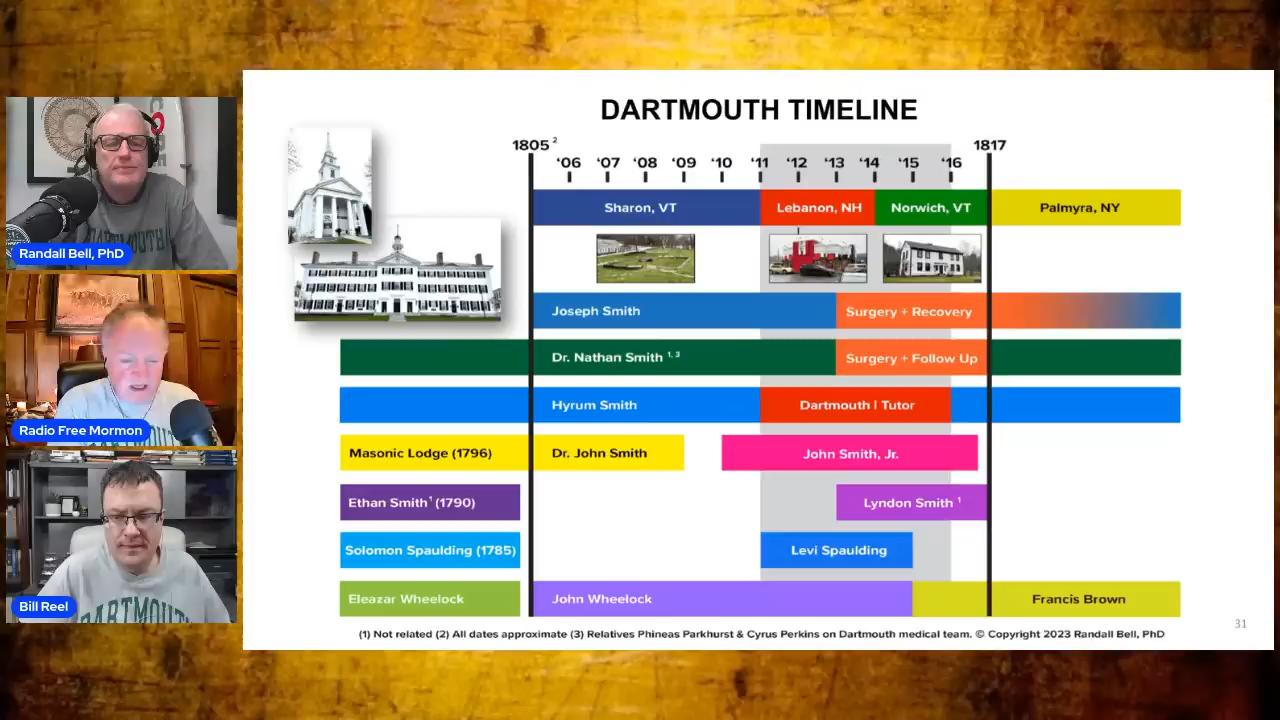 DARTMOUTH TIMELINE
1805 2
1817
'06 '07 '08 '09 '10 '11 '12 '13 '14 '15 '16
Sharon, VT
Lebanon, NH
Norwich, VT
Palmyra, NY
Joseph Smith
Surgery + Recovery
Dr. Nathan Smith 1, 3
Surgery + Follow Up
Hyrum Smith
Dartmouth | Tutor
Masonic Lodge (1796)
Dr. John Smith
John Smith, Jr.
Ethan Smith 1 (1790)
Lyndon Smith 1
Solomon Spaulding (1785)
Levi Spaulding
Eleazar Wheelock
John Wheelock
Francis Brown
(1) Not related (2) All dates approximate (3) Relatives Phineas Parkhurst & Cyrus Perkins on Dartmouth medical team. © Copyright 2023 Randall Bell, PhD
31
DARTMOUTH
Randall Bell, PhD
Radio Free Mormon
DARTMOUTH
Bill Reel